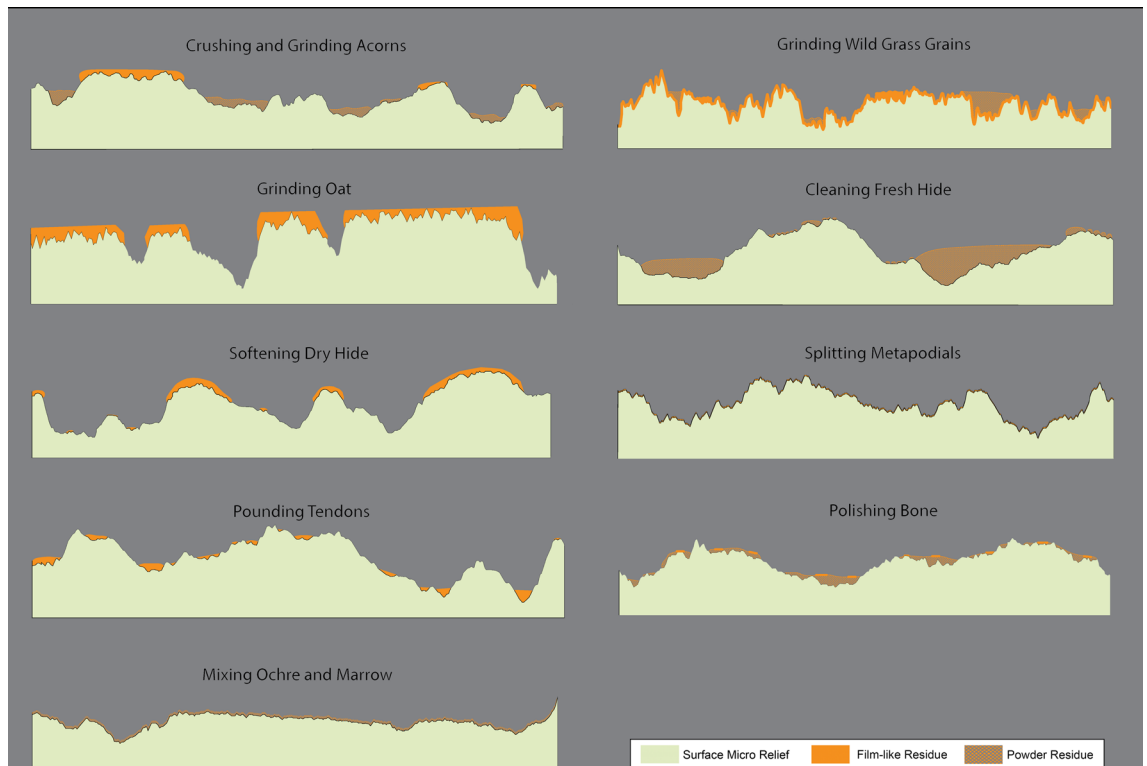 Crushing and Grinding Acorns
Grinding Wild Grass Grains
Grinding Oat
Cleaning Fresh Hide
Softening Dry Hide
Splitting Metapodials
Pounding Tendons
Polishing Bone
Mixing Ochre and Marrow
Surface Micro Relief
Film-like Residue
Powder Residue